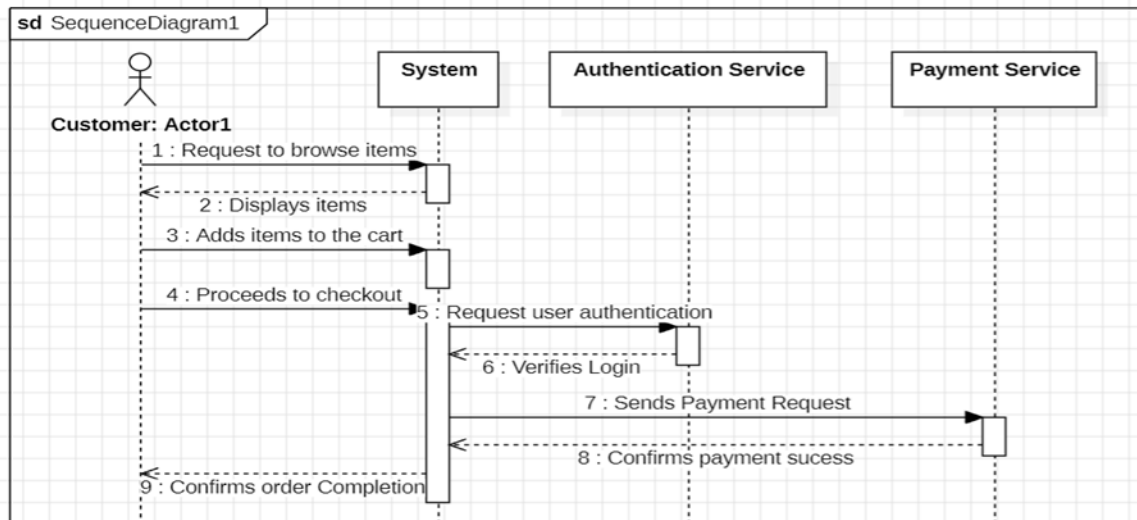 sd SequenceDiagram1
System
Authentication Service
Payment Service
Customer: Actor1
1 : Request to browse items
2 : Displays items
3 : Adds items to the cart
4 : Proceeds to checkout
5 : Request user authentication
6 : Verifies Login
7 : Sends Payment Request
8 : Confirms payment sucess
9 : Confirms order Completion